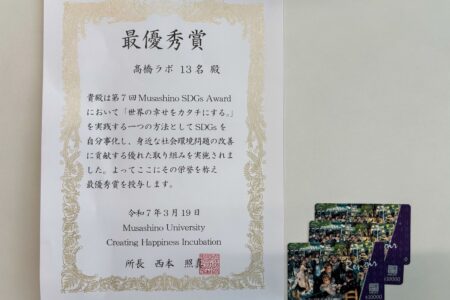 最優秀賞
高橋ラボ 13名 殿
貴殿は第7回Musashino SDGs Award
において「世界の幸せをカタチにする。」
を実践する一つの方法としてSDGsを
自分事化し、身近な社会環境問題の改善
に貢献する優れた取り組みを実施されま
した。よってここにその栄誉を称え
最優秀賞を授与します。
令和7年3月19日
Musashino University
Creating Happiness Incubation
所長 西本 照真
¥10000
¥10000